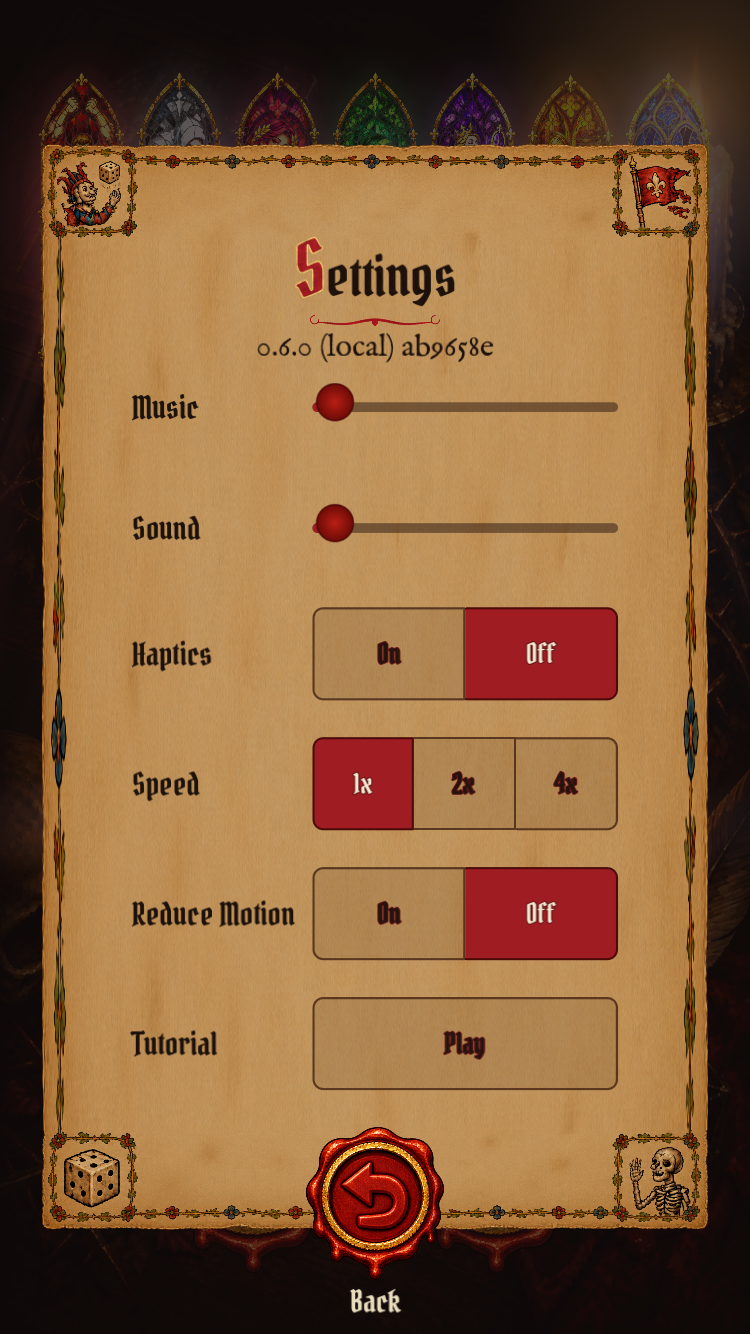 Settings
0.6.0 (local) ab9658e
Music
Sound
Haptics On Off
Speed 1x 2x 4x
Reduce Motion On Off
Tutorial Play
Back